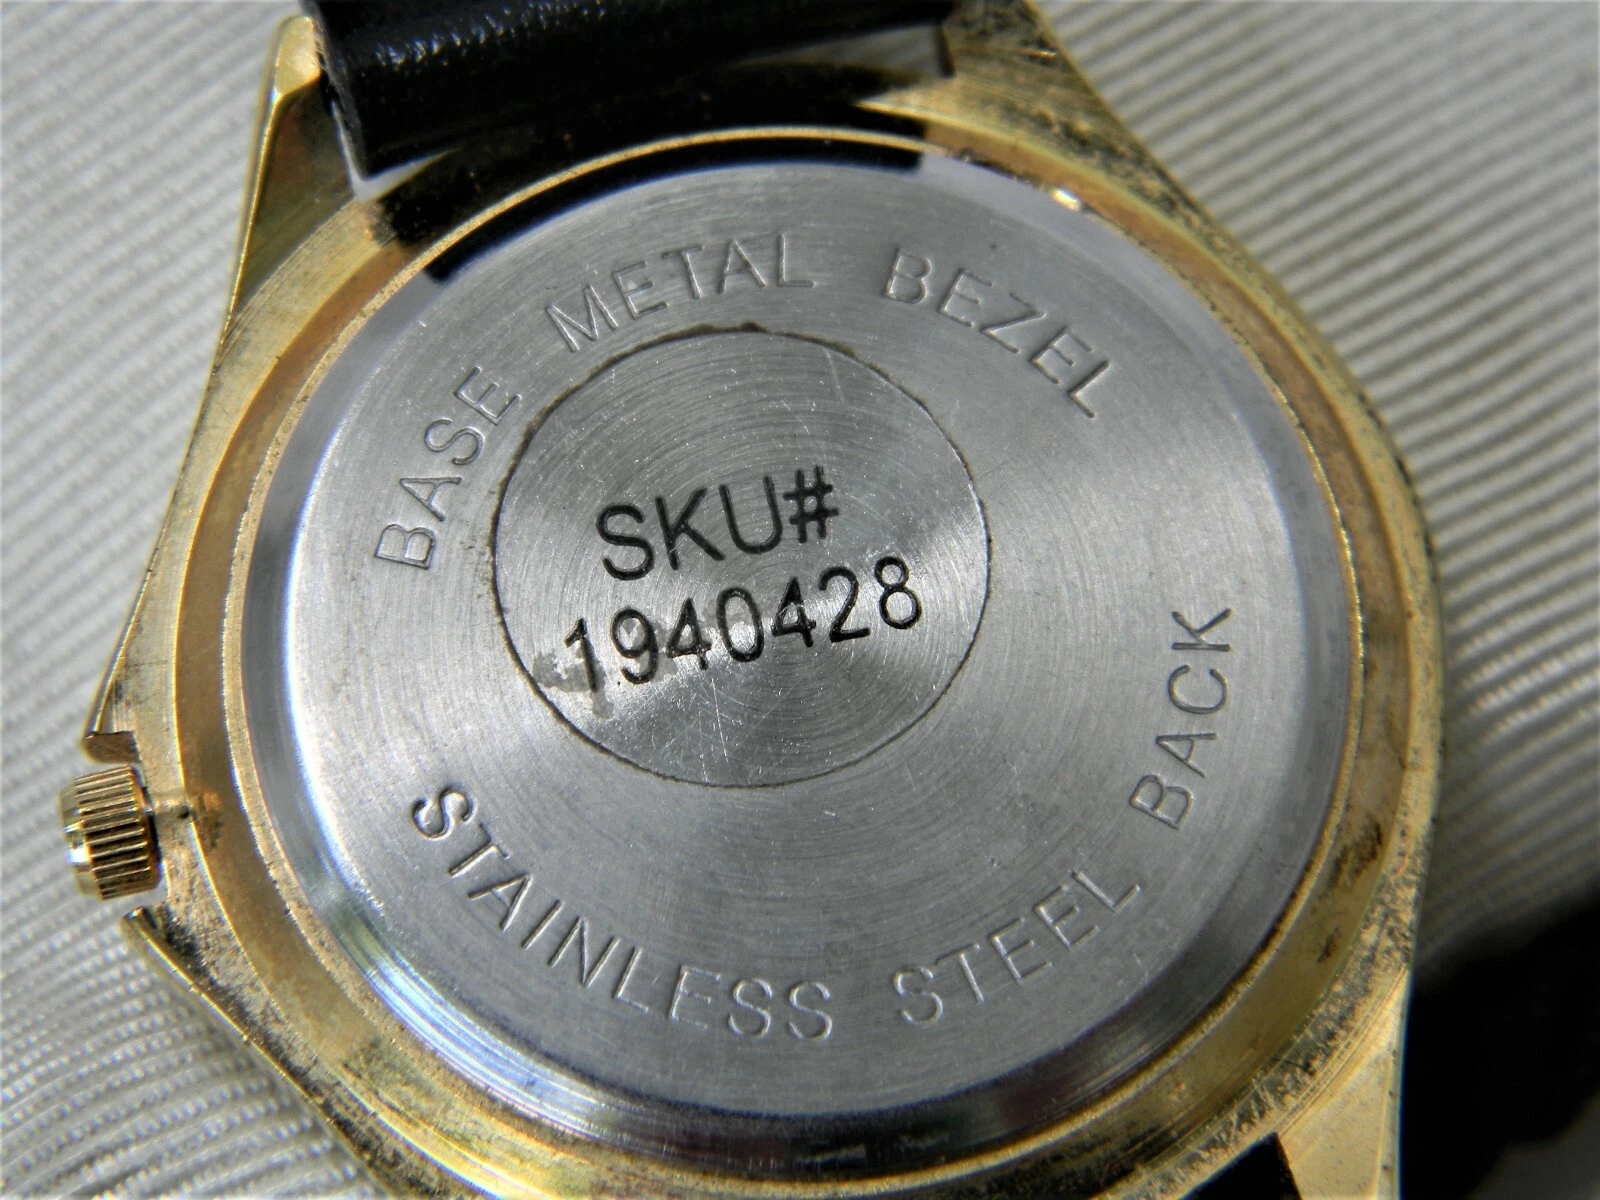 BASE METAL BEZEL
SKU#
1940428
STAINLESS STEEL BACK